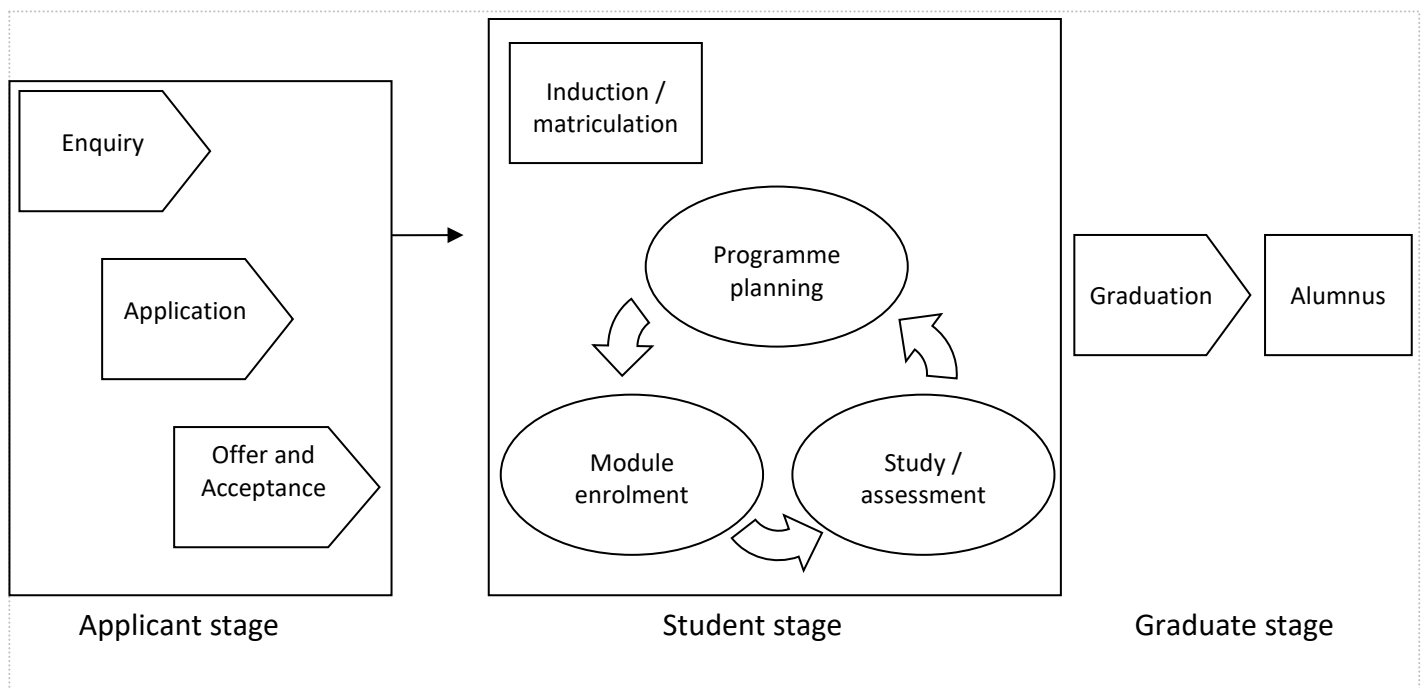 Enquiry
Application
Offer and
Acceptance
Applicant stage
Induction /
matriculation
Programme
planning
Module
enrolment
Study /
assessment
Student stage
Graduation
Alumnus
Graduate stage